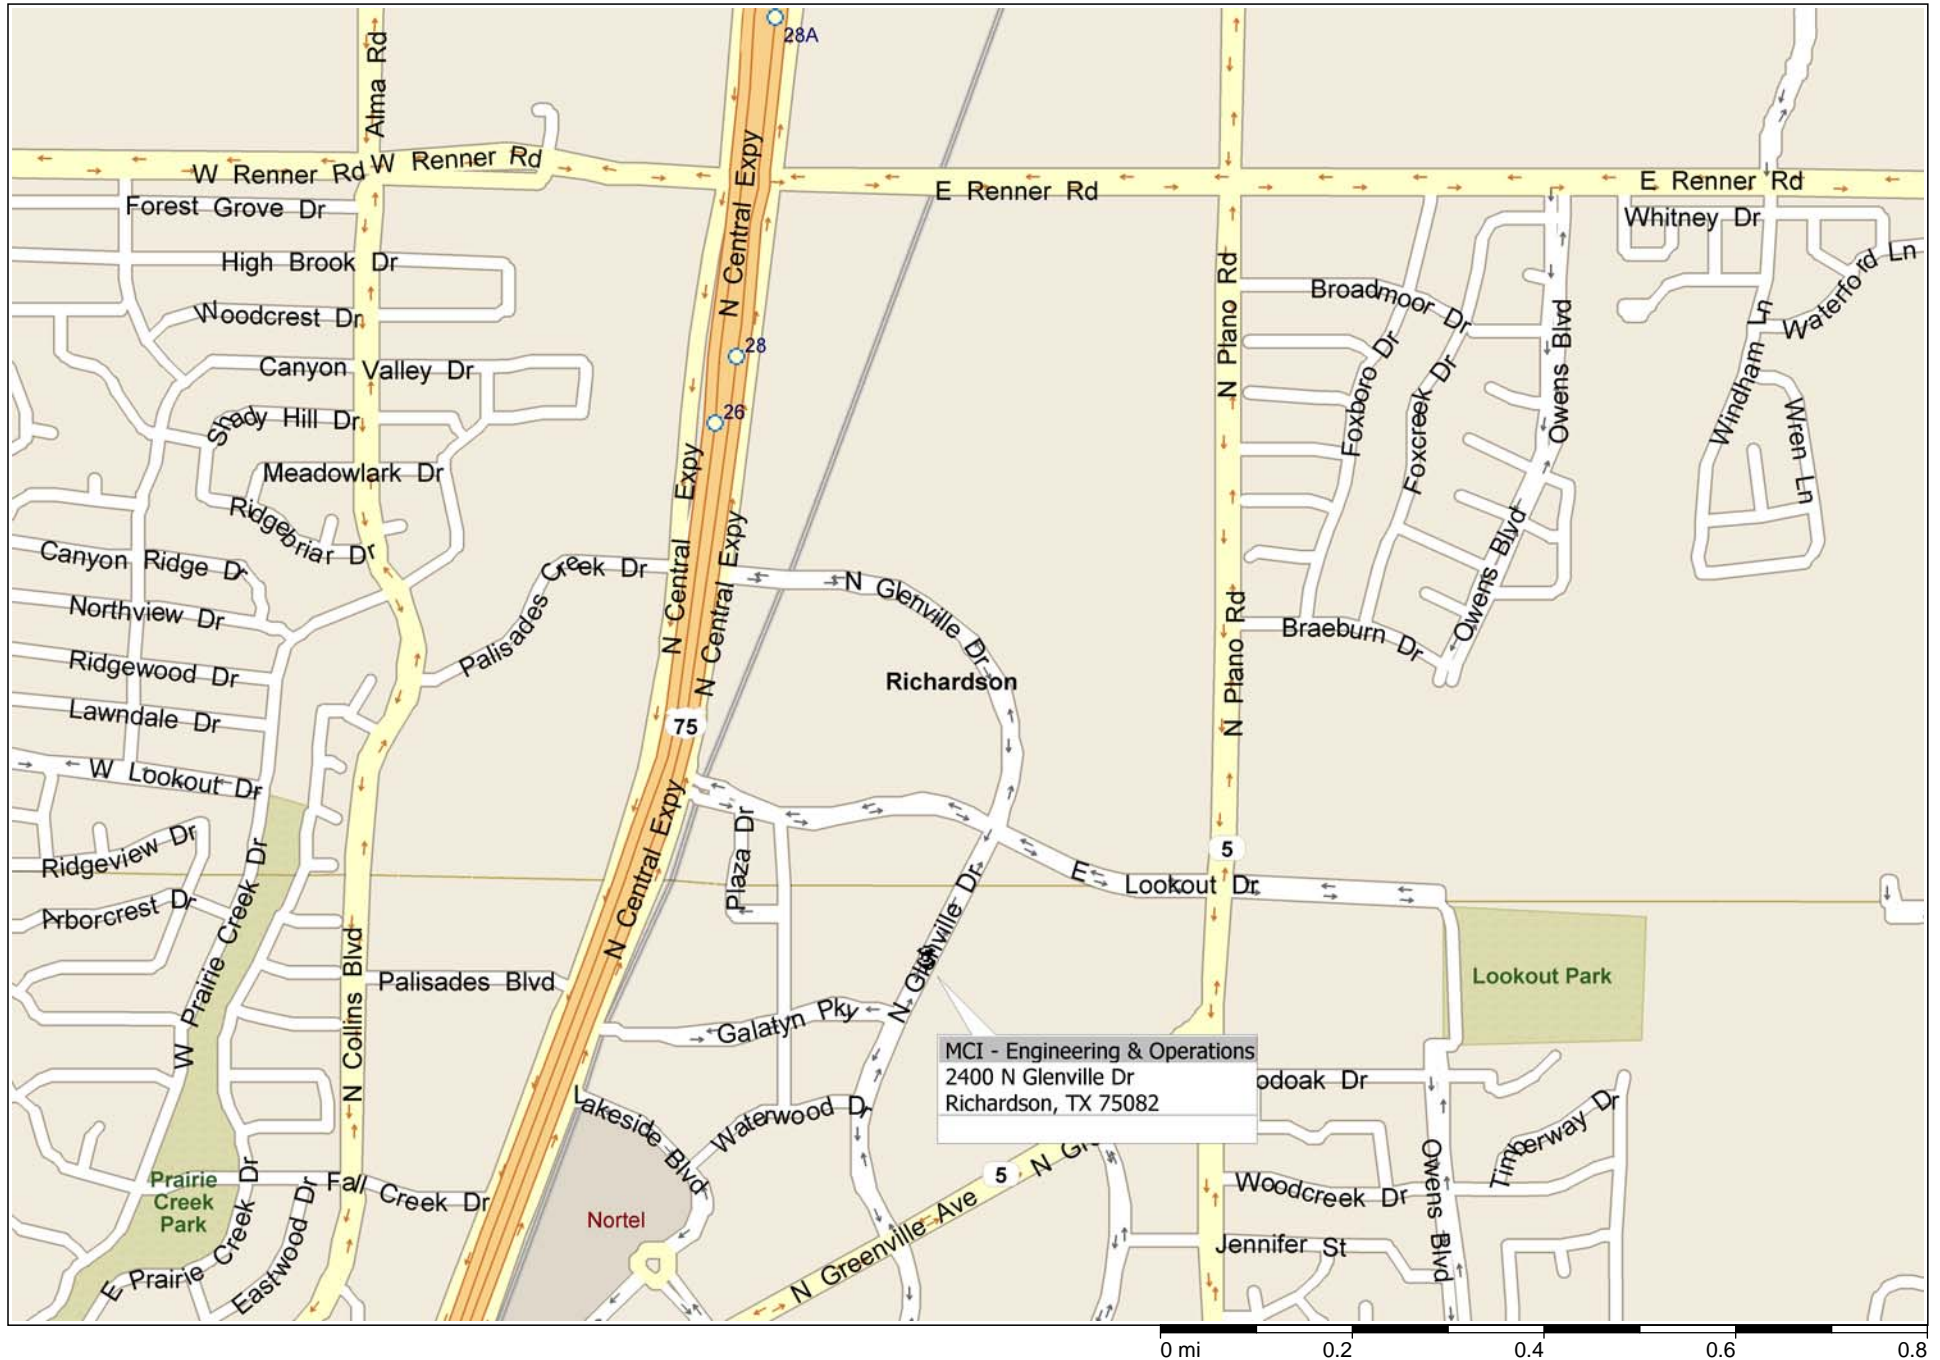 28A
Alma Rd
W Renner Rd
W Renner Rd
N Central Expy
E Renner Rd
E Renner Rd
Forest Grove Dr
Whitney Dr
High Brook Dr
Waterford Ln
Woodcrest Dr
N Plano Rd
Broadmoor Dr
Owens Blvd
Windham Ln
28
Canyon Valley Dr
Foxboro Dr
Foxcreek Dr
Wren Ln
26
Shady Hill Dr
Meadowlark Dr
N Central Expy
Ridgebriar Dr
N Central Expy
Canyon Ridge Dr
Palisades Creek Dr
N Glenville Dr
Owens Blvd
Northview Dr
N Plano Rd
Braeburn Dr
Ridgewood Dr
Richardson
Lawndale Dr
75
W Lookout Dr
N Central Expy
Plaza Dr
Ridgeview Dr
5
E Lookout Dr
Arborcrest Dr
W Prairie Creek Dr
N Collins Blvd
N Glenville Dr
Palisades Blvd
Lookout Park
Galatyn Pky
MCI - Engineering & Operations
2400 N Glenville Dr
Richardson, TX 75082
odoak Dr
Lakeside Blvd
Waterwood Dr
Timberway Dr
Owens Blvd
N Gr
5
Prairie
Creek
Park
Fall Creek Dr
Woodcreek Dr
Nortel
E Prairie Creek Dr
Eastwood Dr
N Greenville Ave
Jennifer St
0 mi 0.2 0.4 0.6 0.8